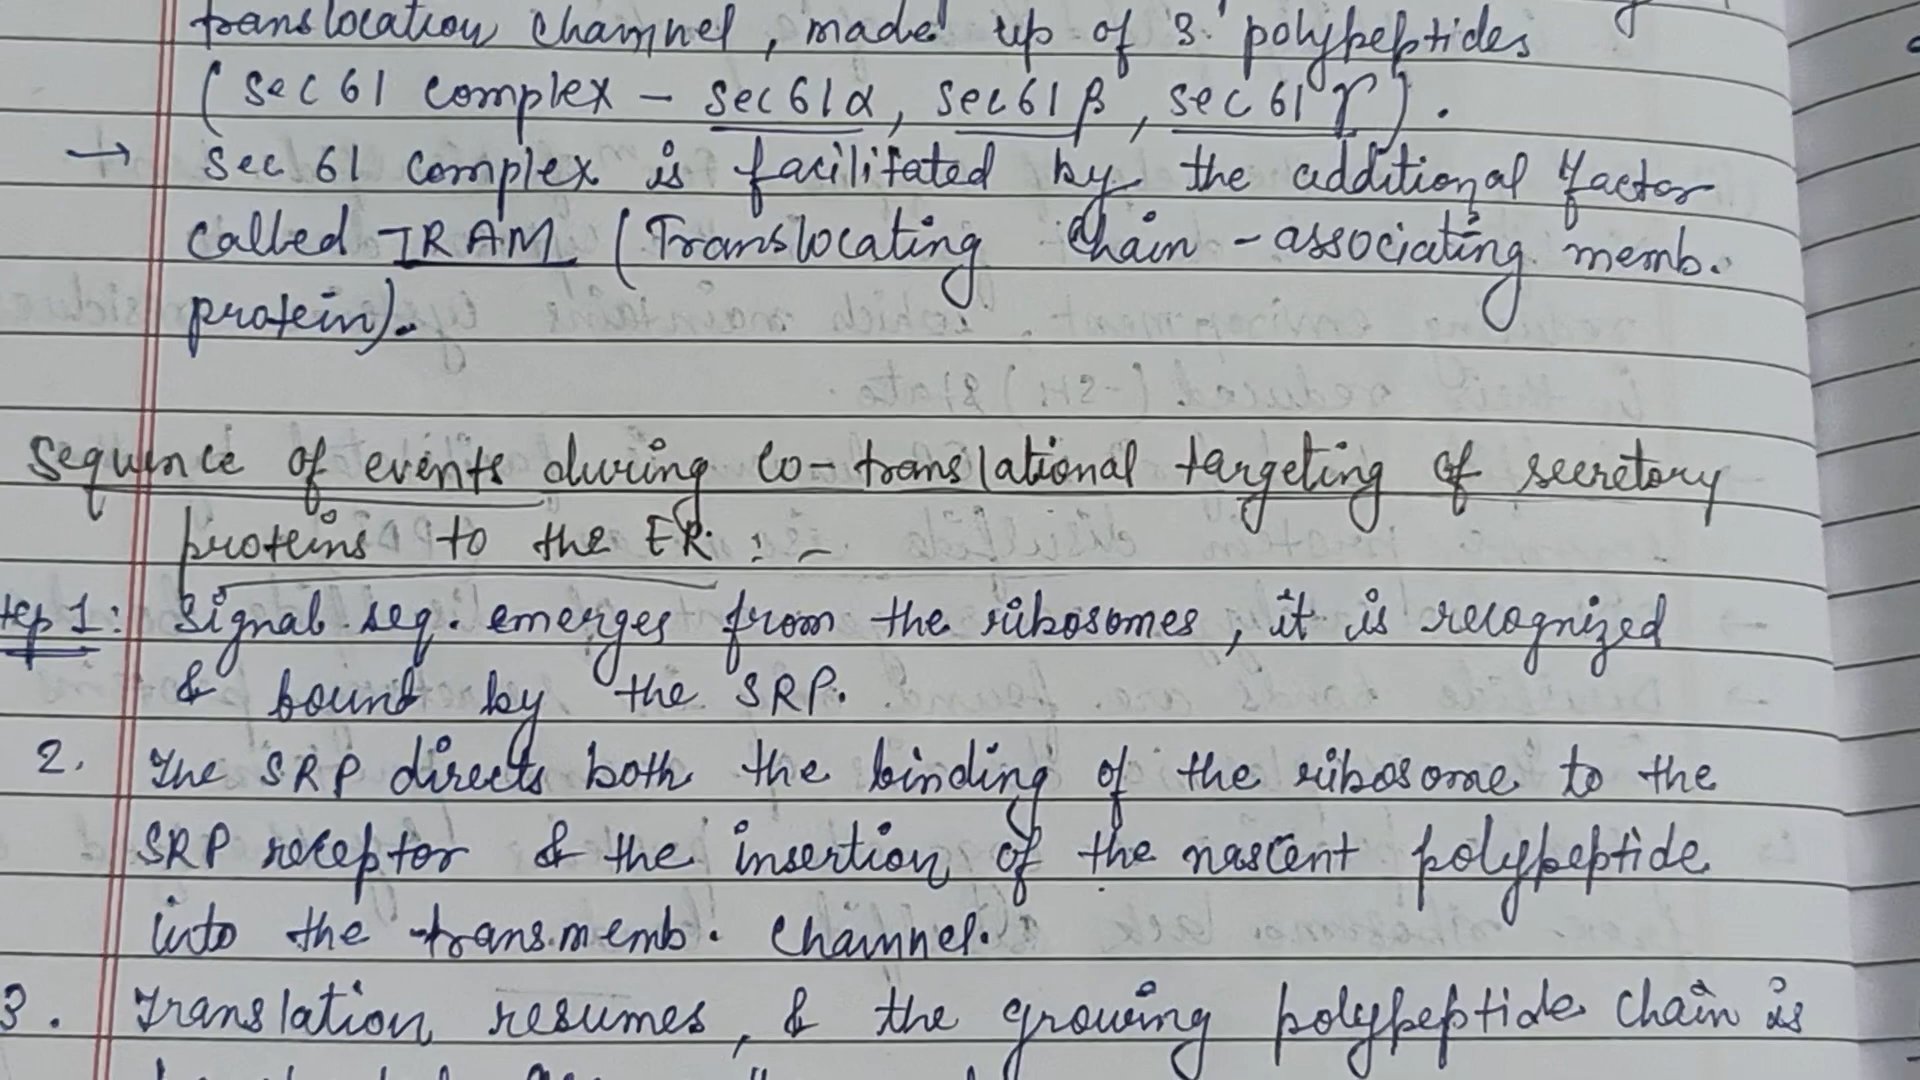 translocation channel, made up of 3 polypeptides
(Sec 61 complex - sec61α, sec61β, sec61γ).
→ Sec 61 complex is facilitated by the additional factor
called TRAM (Translocating chain-associating memb.
protein).
Sequence of events during co-translational targeting of secretory
proteins to the ER :-
tep 1: Signal seq. emerges from the ribosomes, it is recognized
& bound by the SRP.
2. The SRP directs both the binding of the ribosome to the
SRP receptor & the insertion of the nascent polypeptide
into the transmemb. channel.
3. Translation resumes, & the growing polypeptide chain is